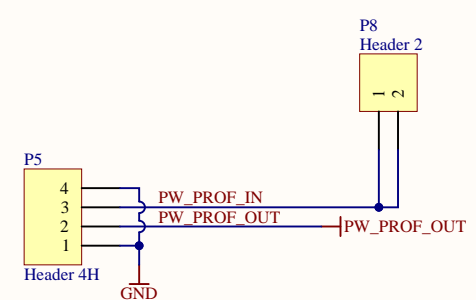 P8
Header 2
1
2
P5
4
3
2
1
PW_PROF_IN
PW_PROF_OUT
PW_PROF_OUT
Header 4H
GND